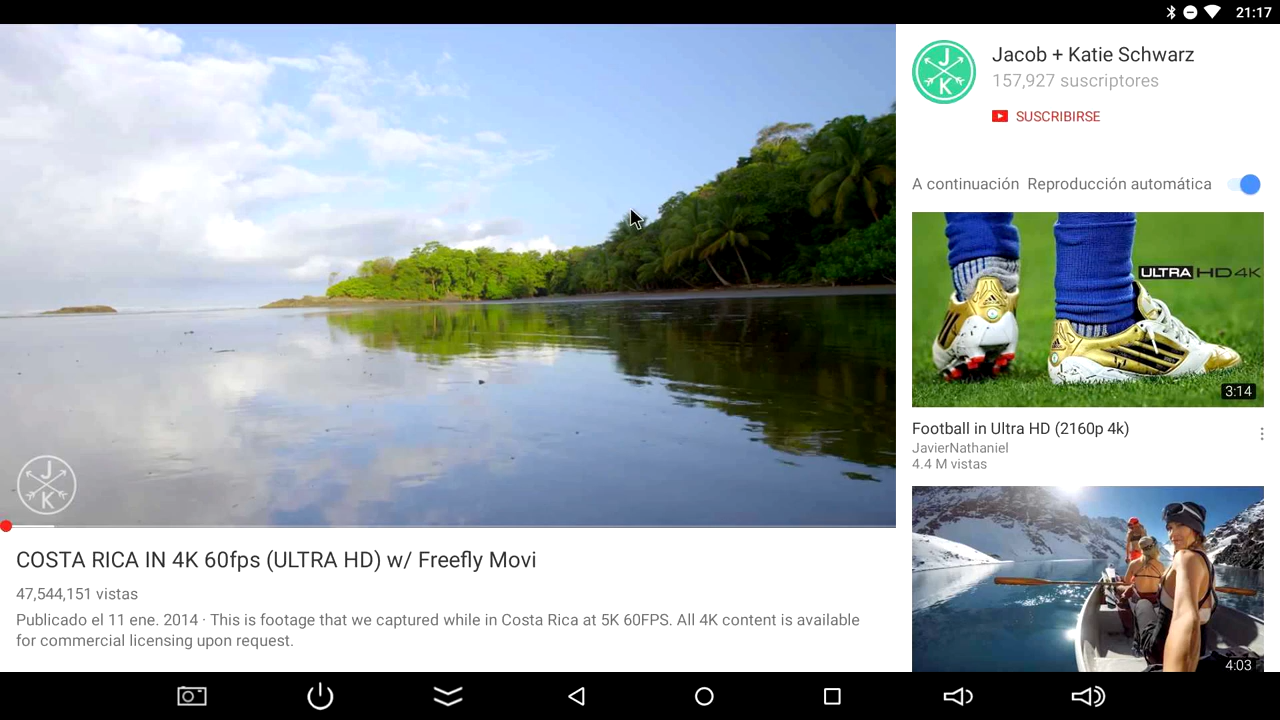 21:17
Jacob + Katie Schwarz
157,927 suscriptores
SUSCRIBIRSE
A continuación Reproducción automática
ULTRA HD 4K
3:14
Football in Ultra HD (2160p 4k)
JavierNathaniel
4.4 M vistas
4:03
J
K
J
K
COSTA RICA IN 4K 60fps (ULTRA HD) w/ Freefly Movi
47,544,151 vistas
Publicado el 11 ene. 2014 · This is footage that we captured while in Costa Rica at 5K 60FPS. All 4K content is available
for commercial licensing upon request.